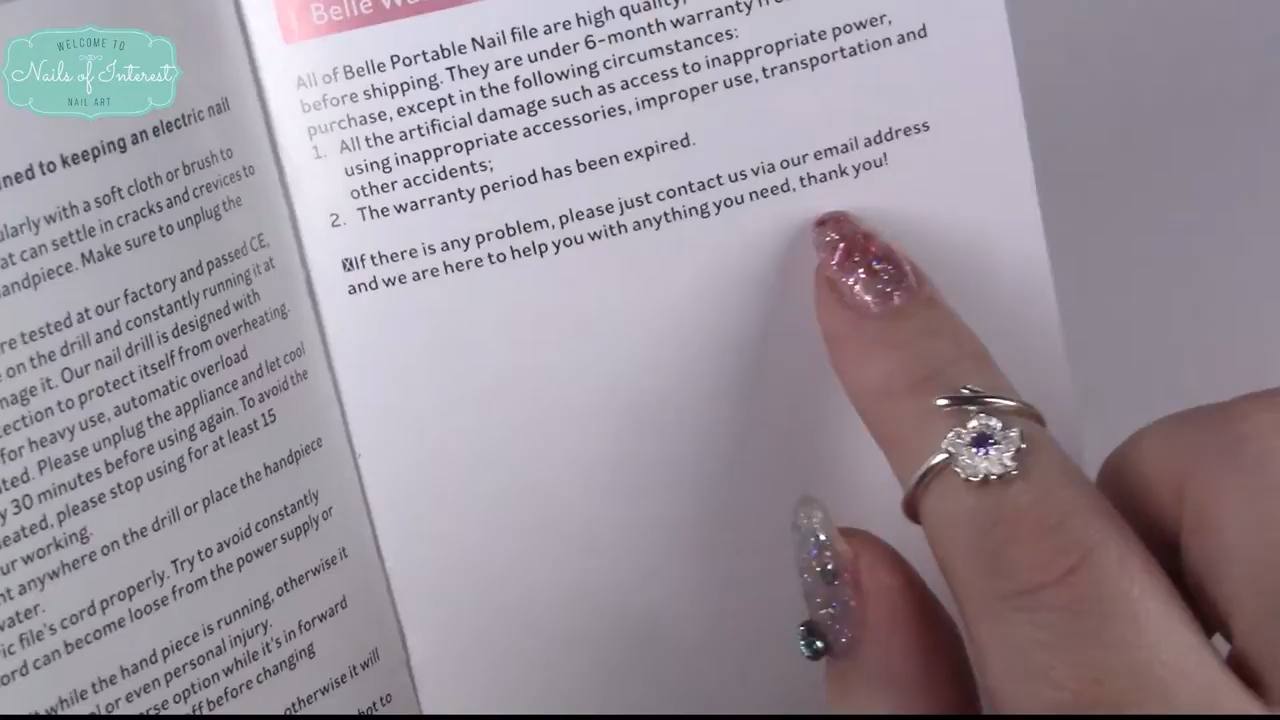 WELCOME TO
Nails of Interest
NAIL ART
ned to keeping an electric nail
ularly with a soft cloth or brush to
at can settle in cracks and crevices to
andpiece. Make sure to unplug the
re tested at our factory and passed CE,
on the drill and constantly running it at
mage it. Our nail drill is designed with
ection to protect itself from overheating.
for heavy use, automatic overload
ted. Please unplug the appliance and let cool
y 30 minutes before using again. To avoid the
eated, please stop using for at least 15
ur working.
nt anywhere on the drill or place the handpiece
water.
ic file's cord properly. Try to avoid constantly
ord can become loose from the power supply or
t while the hand piece is running, otherwise it
ol or even personal injury.
rse option while it's in forward
ff before changing
otherwise it will
hot to
Belle
All of Belle Portable Nail file are high quality,
before shipping. They are under 6-month warranty
purchase, except in the following circumstances:
1. All the artificial damage such as access to inappropriate power,
using inappropriate accessories, improper use, transportation and
other accidents;
2. The warranty period has been expired.
If there is any problem, please just contact us via our email address
and we are here to help you with anything you need, thank you!